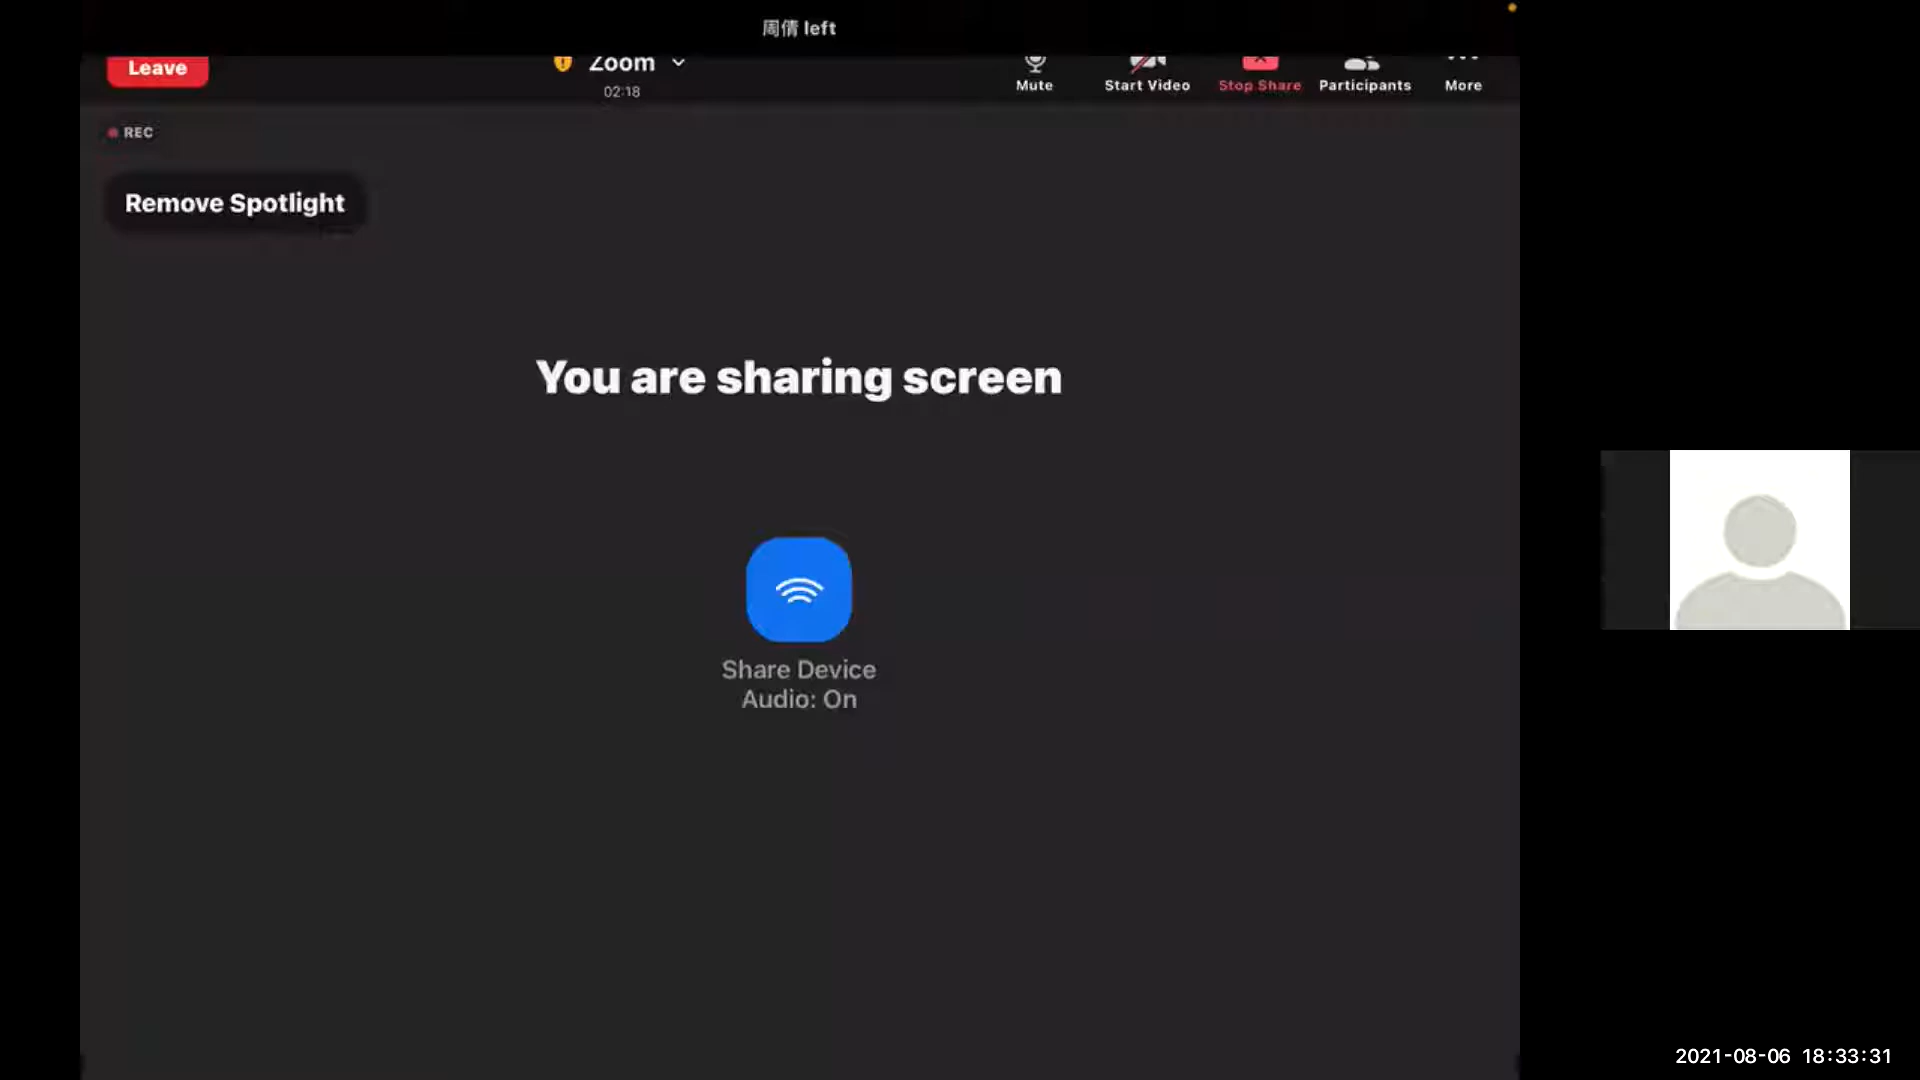 周倩 left
Leave
Zoom
02:18
Mute
Start Video
Stop Share
Participants
More
REC
Remove Spotlight
You are sharing screen
Share Device
Audio: On
2021-08-06 18:33:31